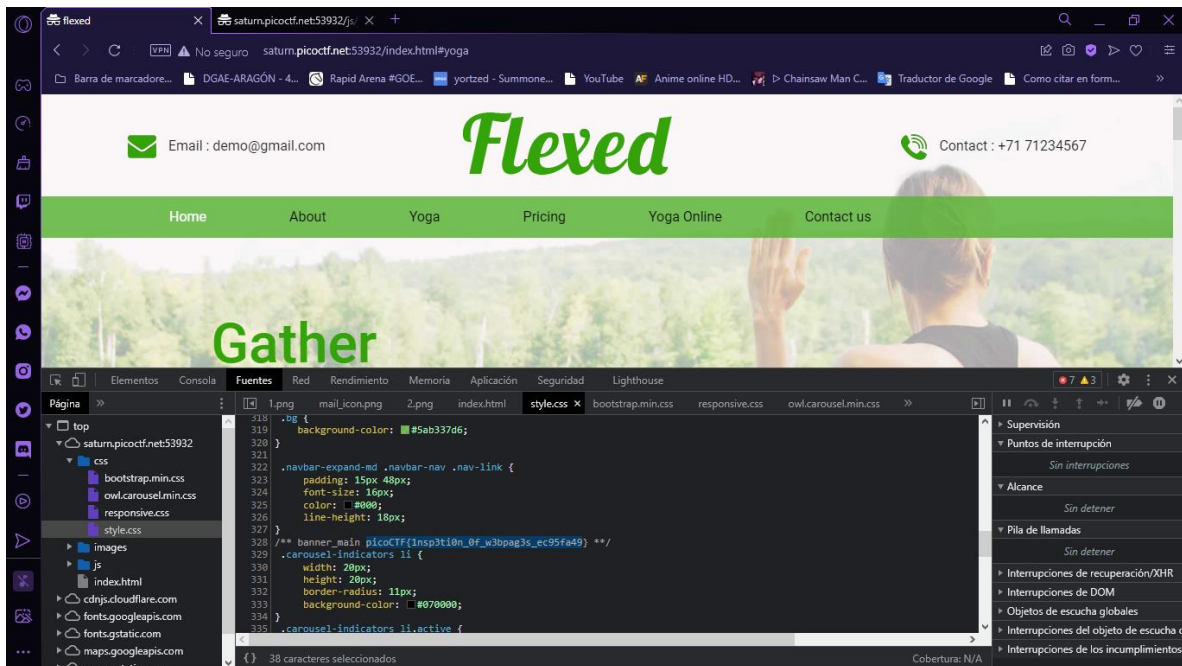 flexed
saturn.picoctf.net:53932/js/
VPN No seguro saturn.picoctf.net:53932/index.html#yoga
Barra de marcadore... DGAE-ARAGÓN - 4... Rapid Arena #GOE... yortzed - Summone... YouTube AF Anime online HD... ▷ Chainsaw Man C... Traductor de Google Como citar en form... »
Email : demo@gmail.com
Flexed
Contact : +71 71234567
Home About Yoga Pricing Yoga Online Contact us
Gather
Elementos Consola Fuentes Red Rendimiento Memoria Aplicación Seguridad Lighthouse 7 3
Página » 1.png mail_icon.png 2.png index.html style.css × bootstrap.min.css responsive.css owl.carousel.min.css »
top
saturn.picoctf.net:53932
css
bootstrap.min.css
owl.carousel.min.css
responsive.css
style.css
images
js
index.html
cdnjs.cloudflare.com
fonts.googleapis.com
fonts.gstatic.com
maps.googleapis.com
318 .bg {
319 background-color: #5ab337d6;
320 }
321
322 .navbar-expand-md .navbar-nav .nav-link {
323 padding: 15px 48px;
324 font-size: 16px;
325 color: #000;
326 line-height: 18px;
327 }
328 /** banner_main picoCTF{1nsp3ti0n_0f_w3bpag3s_ec95fa49} **/
329 .carousel-indicators li {
330 width: 20px;
331 height: 20px;
332 border-radius: 11px;
333 background-color: #070000;
334 }
335 .carousel-indicators li.active {
{} 38 caracteres seleccionados Cobertura: N/A
Supervisión
Puntos de interrupción
Sin interrupciones
Alcance
Sin detener
Pila de llamadas
Sin detener
Interrupciones de recuperación/XHR
Interrupciones de DOM
Objetos de escucha globales
Interrupciones del objeto de escucha
Interrupciones de los incumplimientos